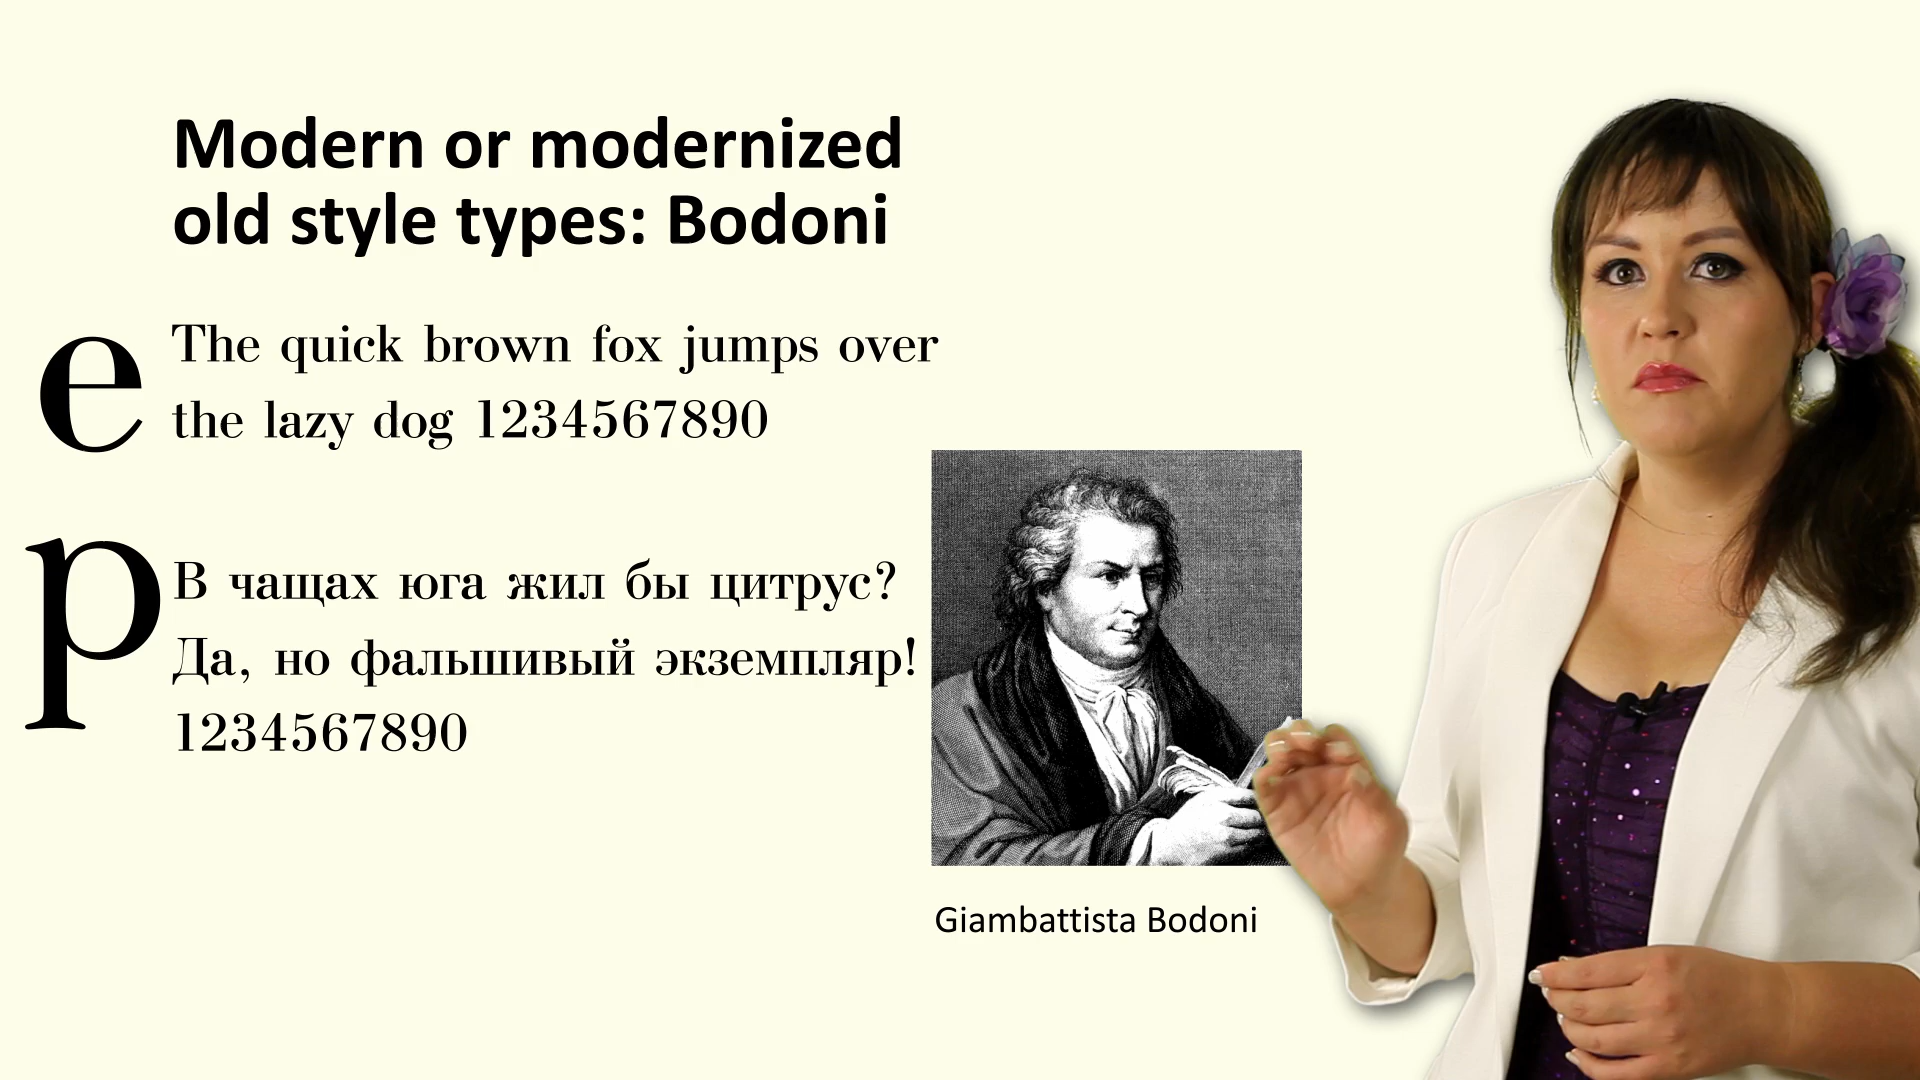 Modern or modernized
old style types: Bodoni
e
The quick brown fox jumps over
the lazy dog 1234567890
p
В чащах юга жил бы цитрус?
Да, но фальшивый экземпляр!
1234567890
Giambattista Bodoni